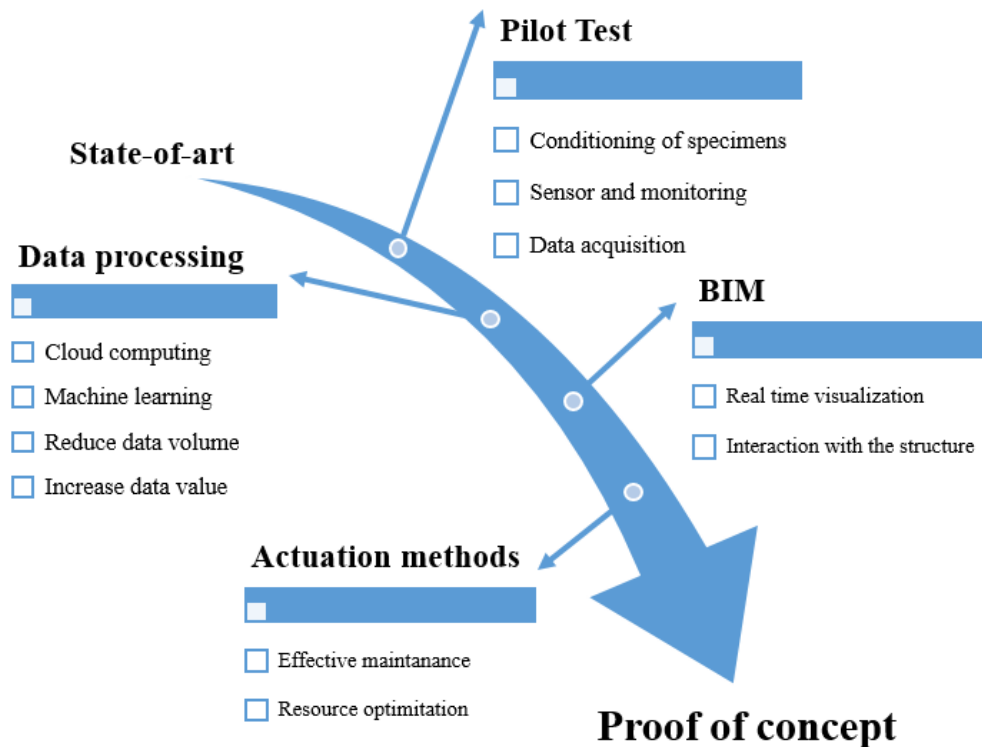 Pilot Test
Conditioning of specimens
Sensor and monitoring
Data acquisition
State-of-art
Data processing
Cloud computing
Machine learning
Reduce data volume
Increase data value
BIM
Real time visualization
Interaction with the structure
Actuation methods
Effective maintanance
Resource optimitation
Proof of concept